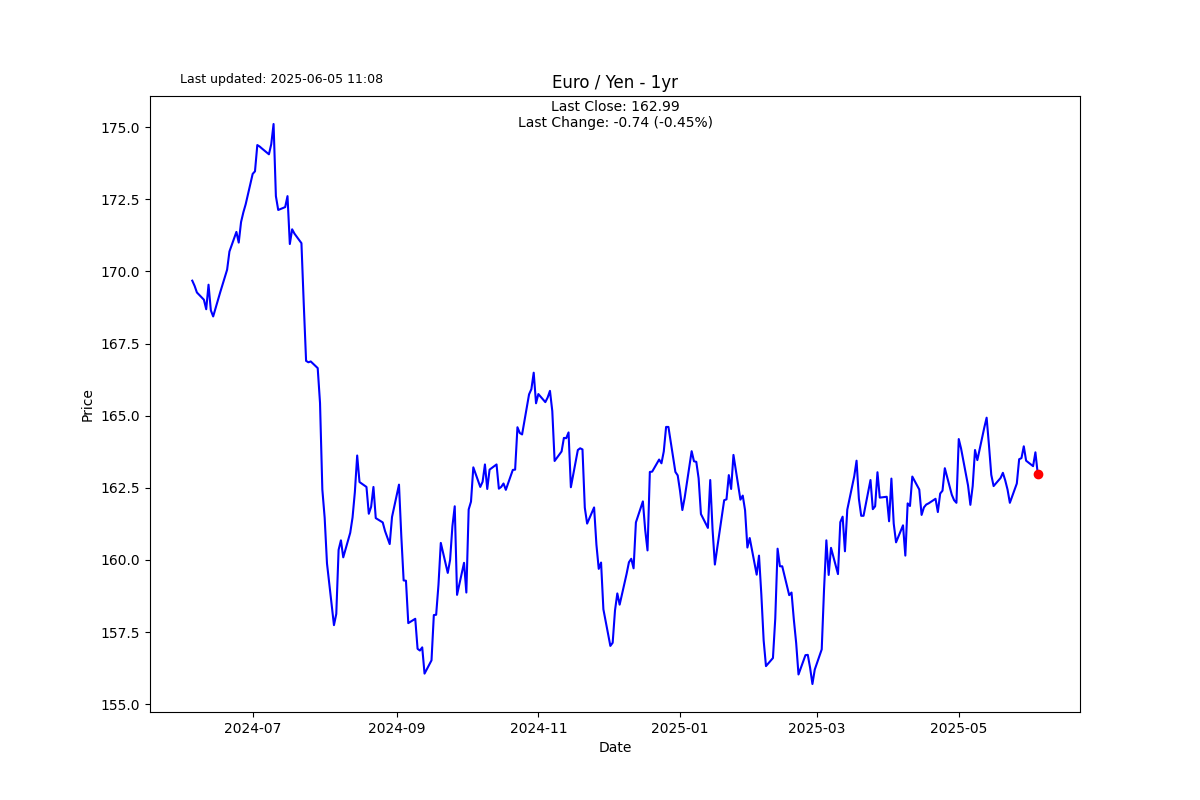 Last updated: 2025-06-05 11:08
Euro / Yen - 1yr
Last Close: 162.99
Last Change: -0.74 (-0.45%)
175.0
172.5
170.0
167.5
165.0
162.5
160.0
157.5
155.0
Price
2024-07
2024-09
2024-11
2025-01
2025-03
2025-05
Date